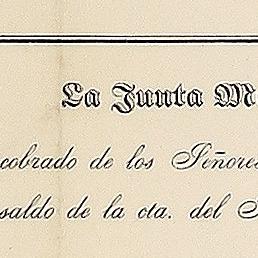 La Junta M
cobrado de los Señores
saldo de la cta. del